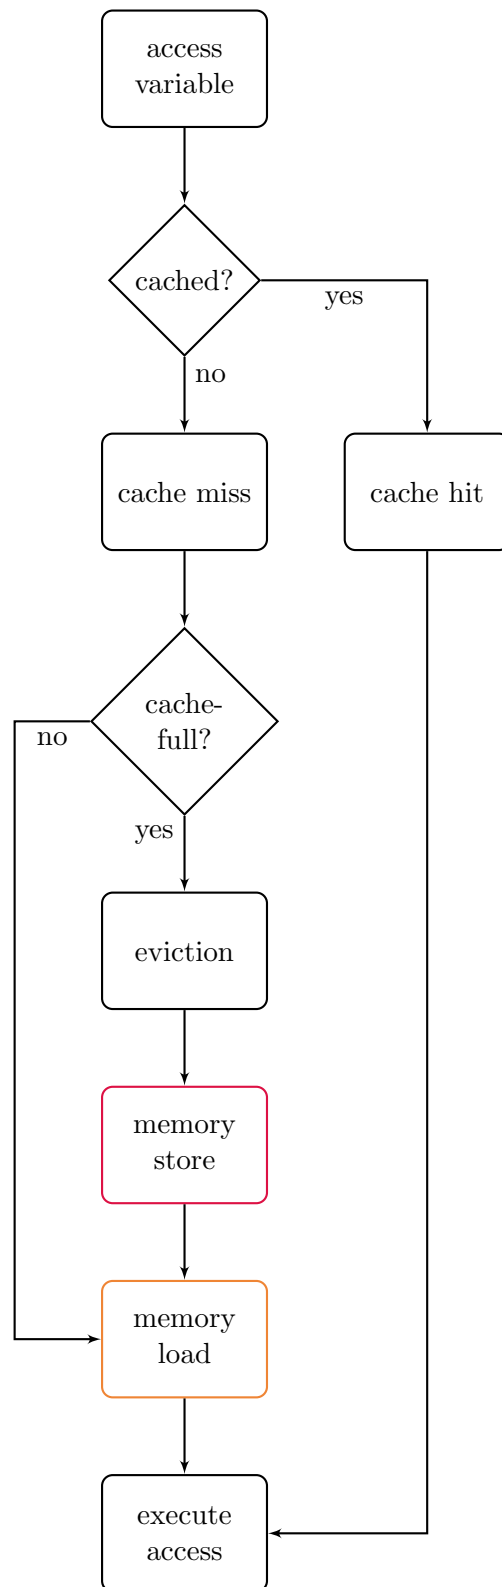 access
variable
cached?
yes
no
cache miss
cache hit
cache-
full?
no
yes
eviction
memory
store
memory
load
execute
access